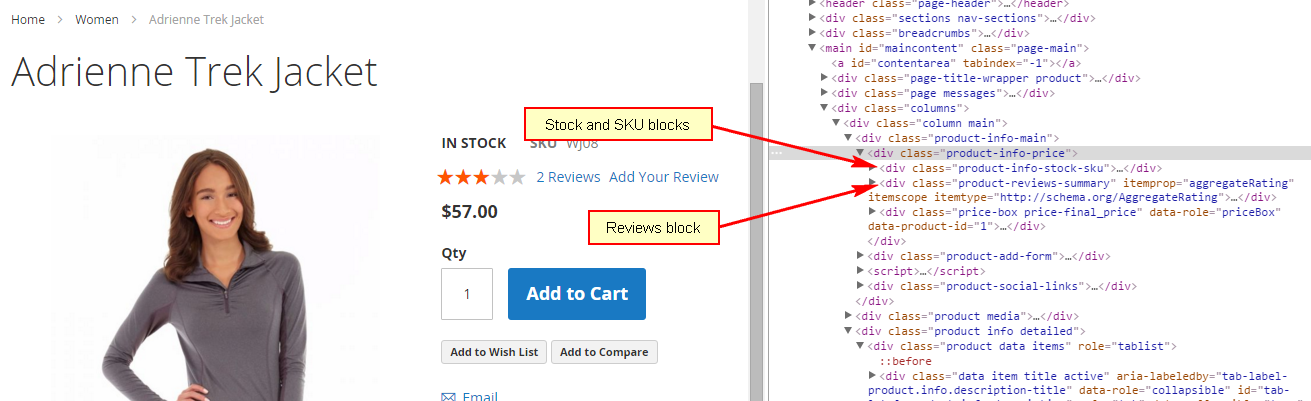 Home > Women > Adrienne Trek Jacket
Adrienne Trek Jacket
Stock and SKU blocks
IN STOCK SKU WJ08
2 Reviews Add Your Review
$57.00
Reviews block
Qty
1
Add to Cart
Add to Wish List
Add to Compare
Email
<header class="page-header">…</header>
<div class="sections nav-sections">…</div>
<div class="breadcrumbs">…</div>
<main id="maincontent" class="page-main">
<a id="contentarea" tabindex="-1"></a>
<div class="page-title-wrapper product">…</div>
<div class="page messages">…</div>
<div class="columns">
<div class="column main">
<div class="product-info-main">
<div class="product-info-price">
<div class="product-info-stock-sku">…</div>
<div class="product-reviews-summary" itemprop="aggregateRating"
itemscope itemtype="http://schema.org/AggregateRating">…</div>
<div class="price-box price-final_price" data-role="priceBox"
data-product-id="1">…</div>
</div>
<div class="product-add-form">…</div>
<script>…</script>
<div class="product-social-links">…</div>
</div>
<div class="product media">…</div>
<div class="product info detailed">
<div class="product data items" role="tablist">
::before
<div class="data item title active" aria-labeledby="tab-label-
product.info.description-title" data-role="collapsible" id="tab-